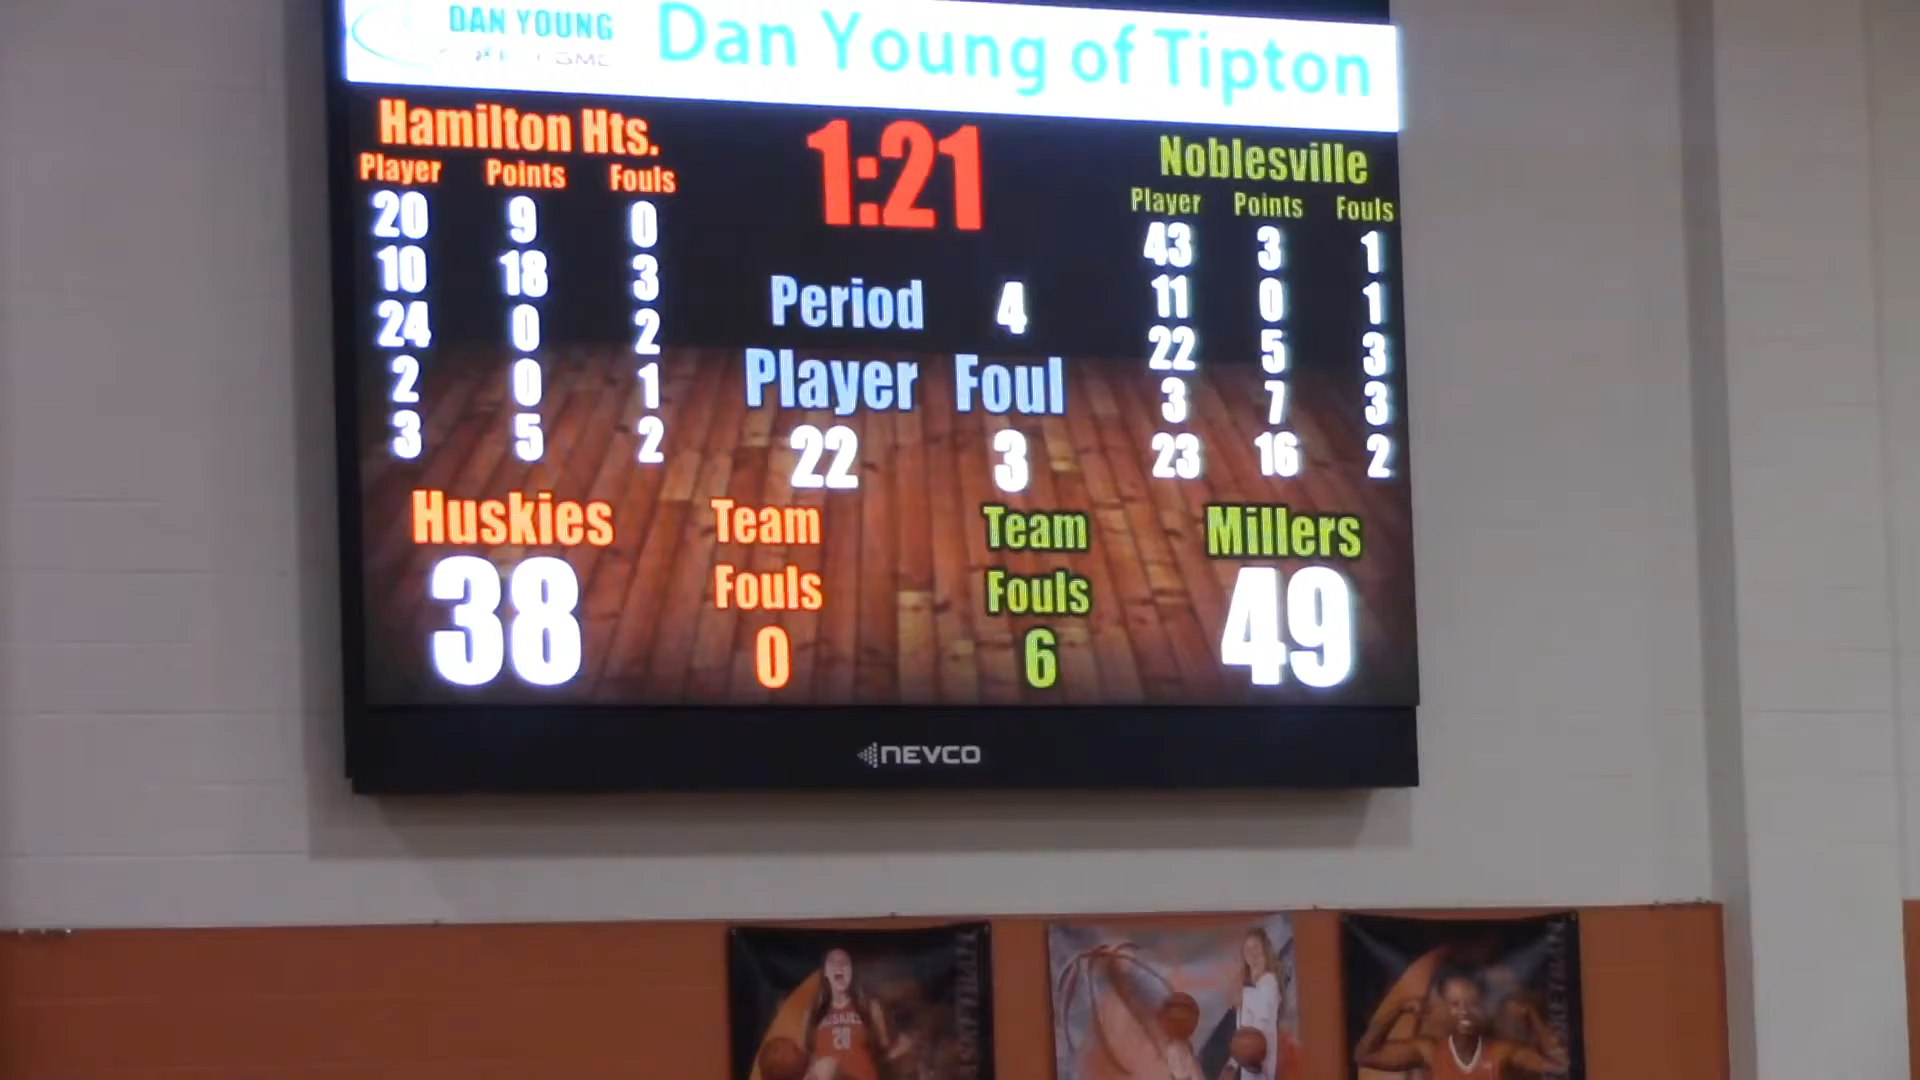 DAN YOUNG
Dan Young of Tipton
Hamilton Hts.
Player Points Fouls
20 9 0
10 18 3
24 0 2
2 0 1
3 5 2
1:21
Period 4
Player Foul
22 3
Noblesville
Player Points Fouls
43 3 1
11 0 1
22 5 3
3 7 3
23 16 2
Huskies
38
Team
Fouls
0
Team
Fouls
6
Millers
49
NEVCO
HUSKIES
20
BASKETBALL